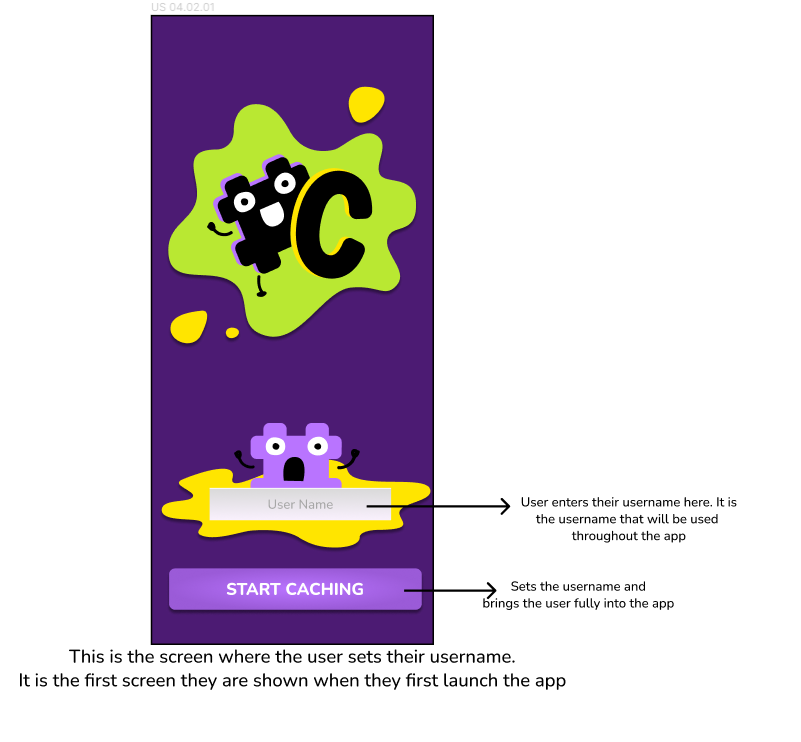 US 04.02.01
C
User Name
User enters their username here. It is
the username that will be used
throughout the app
START CACHING
Sets the username and
brings the user fully into the app
This is the screen where the user sets their username.
It is the first screen they are shown when they first launch the app